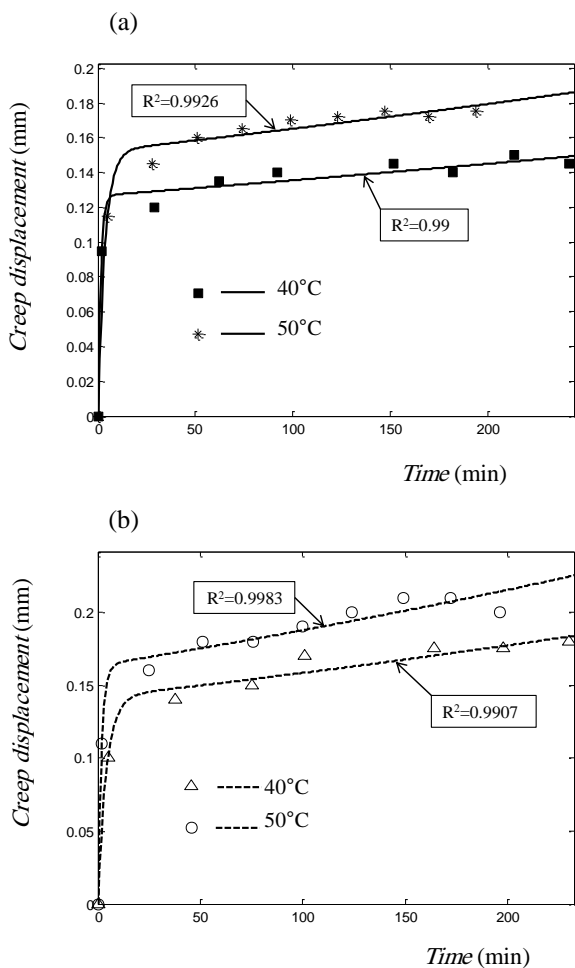 (a)
0.2
0.18
R²=0.9926
0.16
0.14
0.12
R²=0.99
0.1
0.08
40°C
0.06
50°C
0.04
0.02
0
0 50 100 150 200
Creep displacement (mm)
Time (min)
(b)
R²=0.9983
0.2
0.15
R²=0.9907
0.1
40°C
50°C
0.05
0
0 50 100 150 200
Creep displacement (mm)
Time (min)